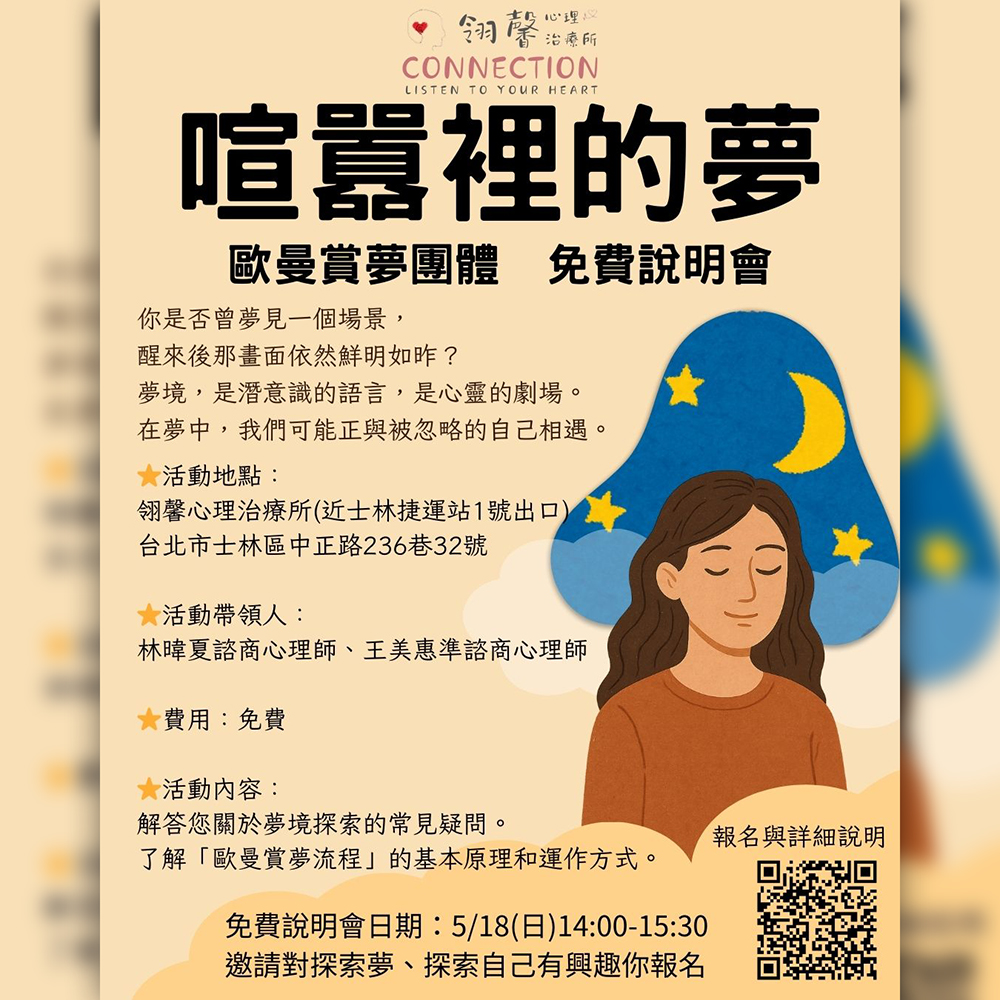 翎馨心理治療所
CONNECTION
LISTEN TO YOUR HEART
喧囂裡的夢
歐曼賞夢團體 免費說明會
你是否曾夢見一個場景，
醒來後那畫面依然鮮明如昨？
夢境，是潛意識的語言，是心靈的劇場。
在夢中，我們可能正與被忽略的自己相遇。
活動地點：
翎馨心理治療所(近士林捷運站1號出口)
台北市士林區中正路236巷32號
活動帶領人：
林暐夏諮商心理師、王美惠準諮商心理師
費用：免費
活動內容：
解答您關於夢境探索的常見疑問。
了解「歐曼賞夢流程」的基本原理和運作方式。
報名與詳細說明
免費說明會日期：5/18(日)14:00-15:30
邀請對探索夢、探索自己有興趣你報名